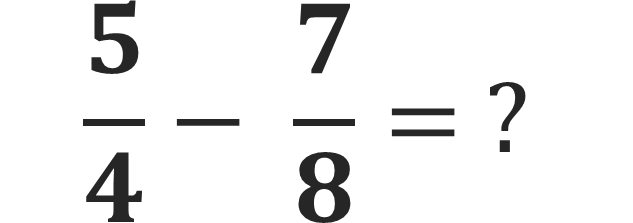 5/4 − 7/8 = ?